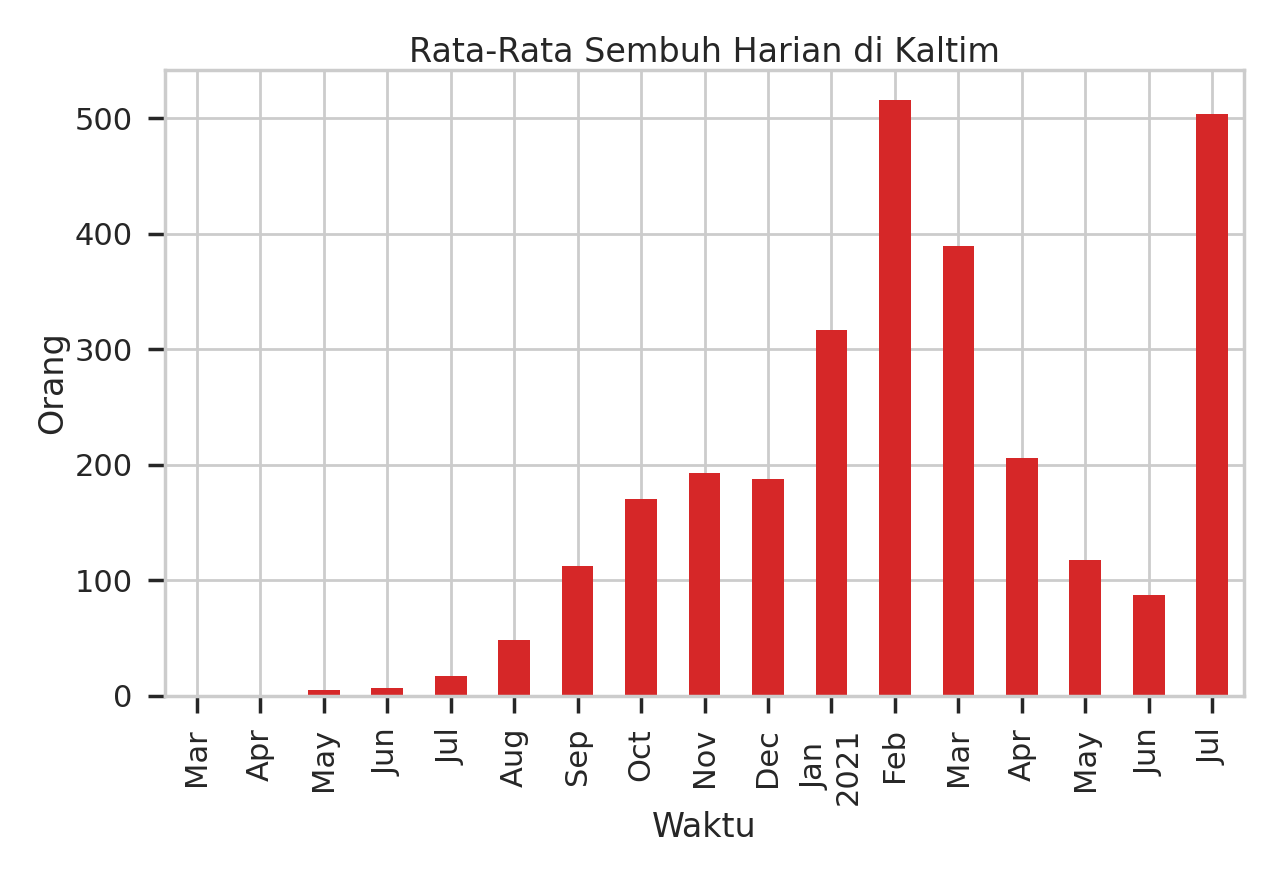 Rata-Rata Sembuh Harian di Kaltim
Orang
500
400
300
200
100
0
Mar
Apr
May
Jun
Jul
Aug
Sep
Oct
Nov
Dec
Jan
2021
Feb
Mar
Apr
May
Jun
Jul
Waktu